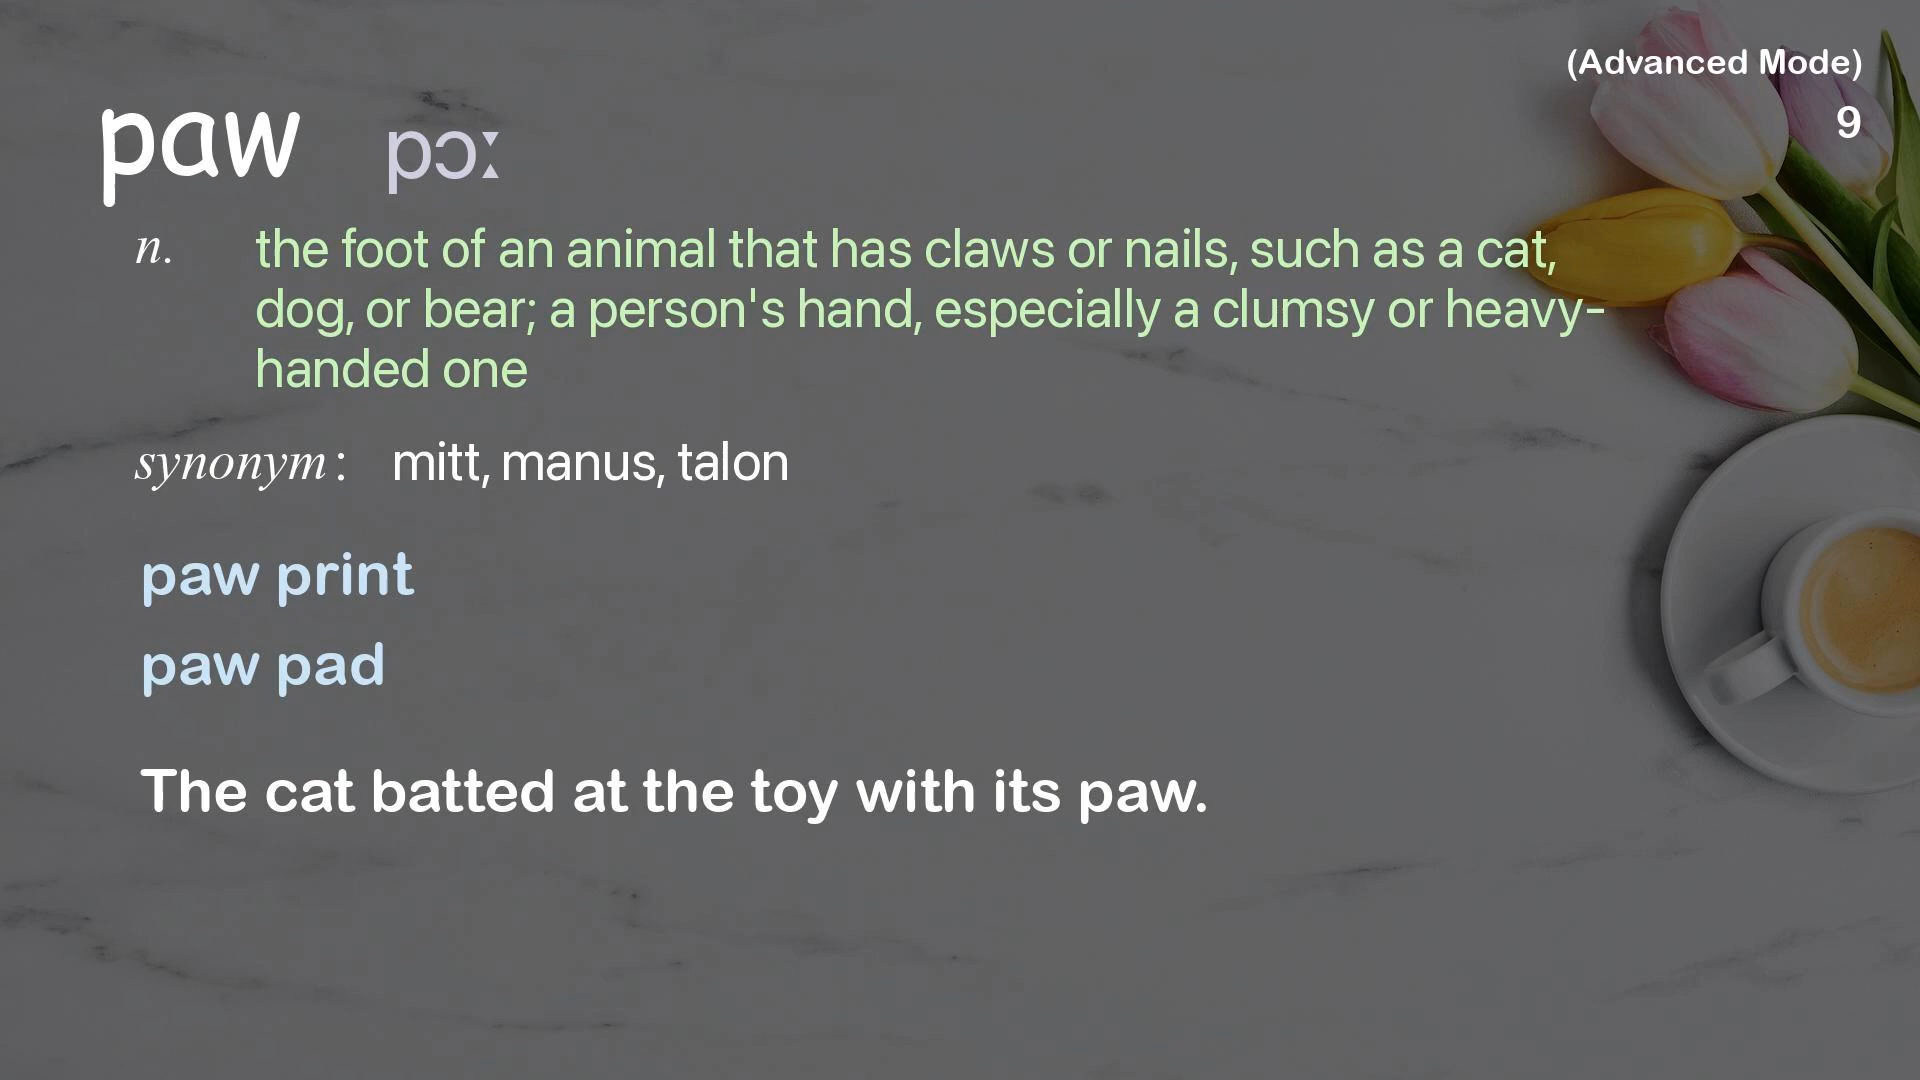 (Advanced Mode)
9
paw pɔː
n. the foot of an animal that has claws or nails, such as a cat,
dog, or bear; a person's hand, especially a clumsy or heavy-
handed one
synonym: mitt, manus, talon
paw print
paw pad
The cat batted at the toy with its paw.